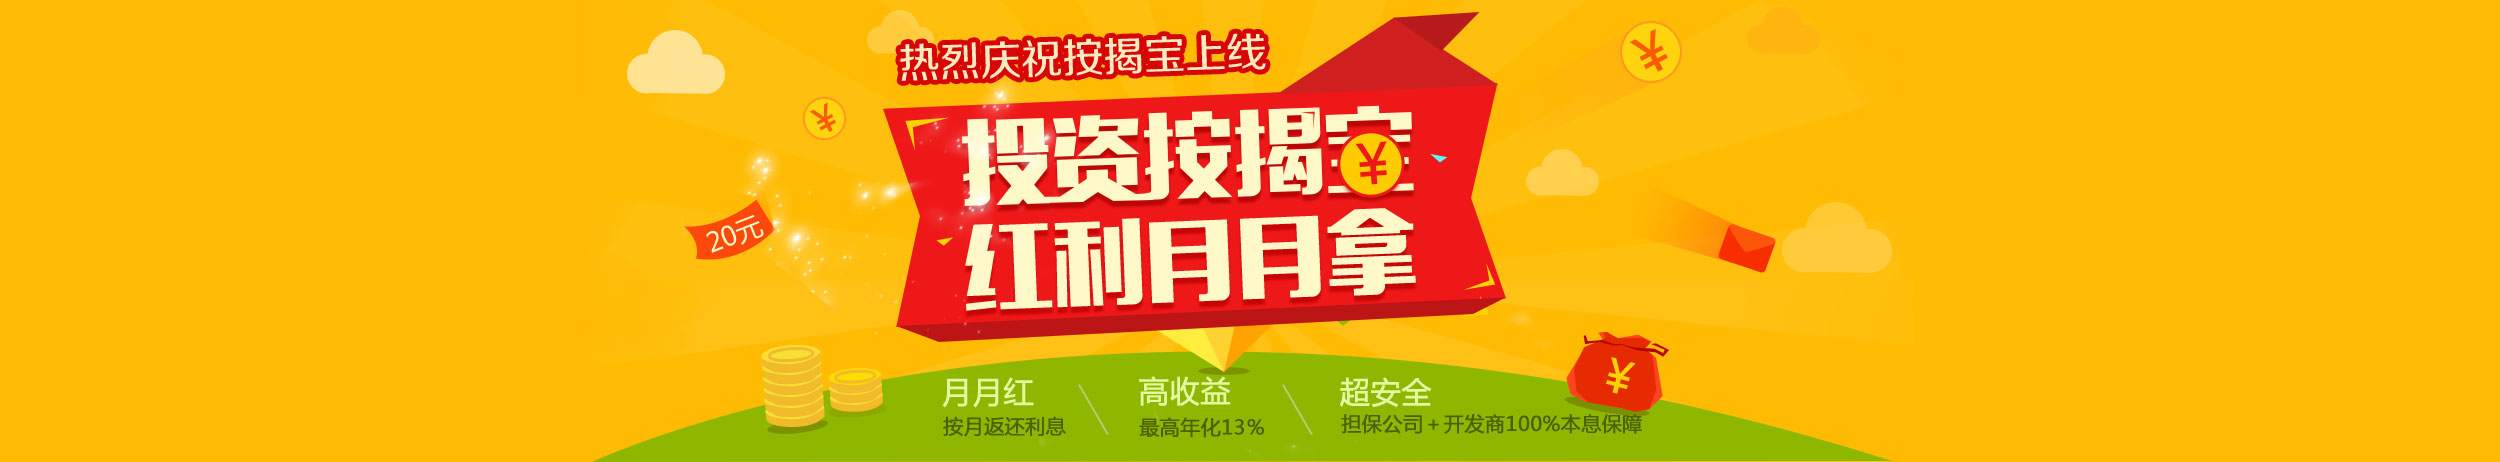 热烈庆祝按揭宝上线
投资按揭宝
¥
红利月月拿
¥
¥
20元
¥
月月红
按月返还利息
高收益
最高年化13%
超安全
担保公司+开发商100%本息保障